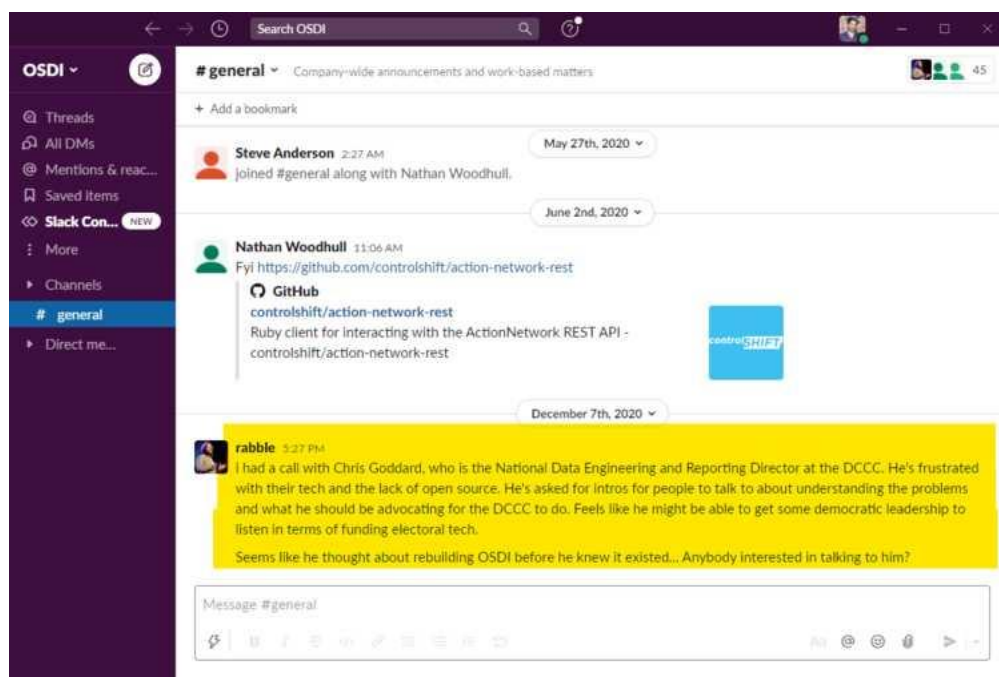 Search OSDI
OSDI
# general
Company-wide announcements and work-based matters
45
+ Add a bookmark
Threads
All DMs
Mentions & reac...
Saved items
Slack Con... NEW
More
Channels
# general
Direct me...
May 27th, 2020
Steve Anderson 2:27 AM
joined #general along with Nathan Woodhull.
June 2nd, 2020
Nathan Woodhull 11:06 AM
Fyi https://github.com/controlshift/action-network-rest
GitHub
controlshift/action-network-rest
Ruby client for interacting with the ActionNetwork REST API -
controlshift/action-network-rest
controlSHIFT
December 7th, 2020
rabble 5:27 PM
i had a call with Chris Goddard, who is the National Data Engineering and Reporting Director at the DCCC. He's frustrated
with their tech and the lack of open source. He's asked for intros for people to talk to about understanding the problems
and what he should be advocating for the DCCC to do. Feels like he might be able to get some democratic leadership to
listen in terms of funding electoral tech.
Seems like he thought about rebuilding OSDI before he knew it existed... Anybody interested in talking to him?
Message #general
Aa